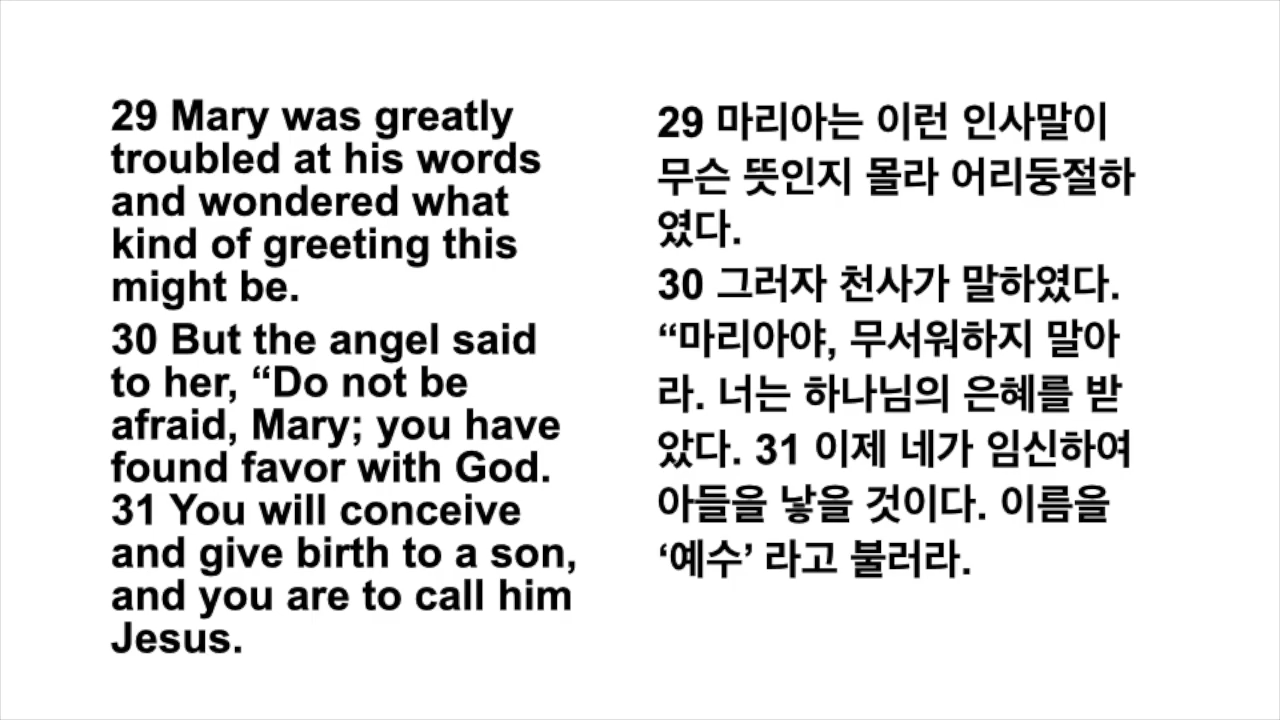 29 Mary was greatly
troubled at his words
and wondered what
kind of greeting this
might be.
30 But the angel said
to her, “Do not be
afraid, Mary; you have
found favor with God.
31 You will conceive
and give birth to a son,
and you are to call him
Jesus.
29 마리아는 이런 인사말이
무슨 뜻인지 몰라 어리둥절하
였다.
30 그러자 천사가 말하였다.
“마리아야, 무서워하지 말아
라. 너는 하나님의 은혜를 받
았다. 31 이제 네가 임신하여
아들을 낳을 것이다. 이름을
‘예수’ 라고 불러라.